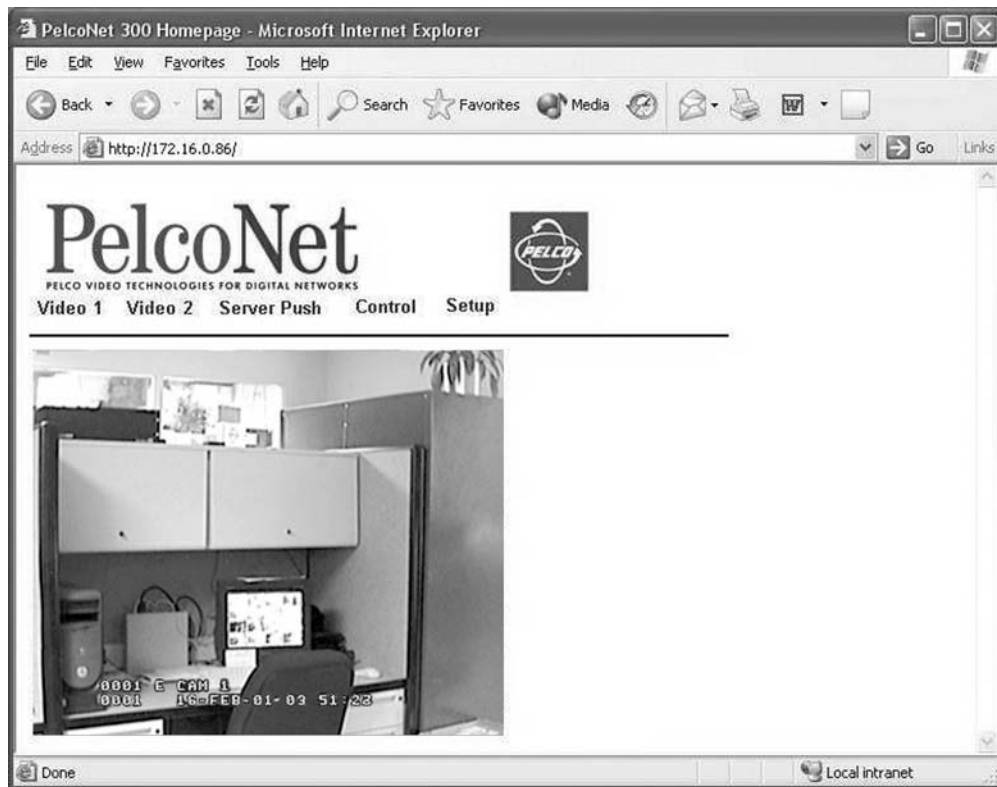 PelcoNet 300 Homepage - Microsoft Internet Explorer
File Edit View Favorites Tools Help
Back Search Favorites Media
Address http://172.16.0.86/ Go Links
PelcoNet
PELCO VIDEO TECHNOLOGIES FOR DIGITAL NETWORKS
PELCO
Video 1 Video 2 Server Push Control Setup
0001 E CAM 1
0001 16-FEB-01-03 51:28
Done Local intranet